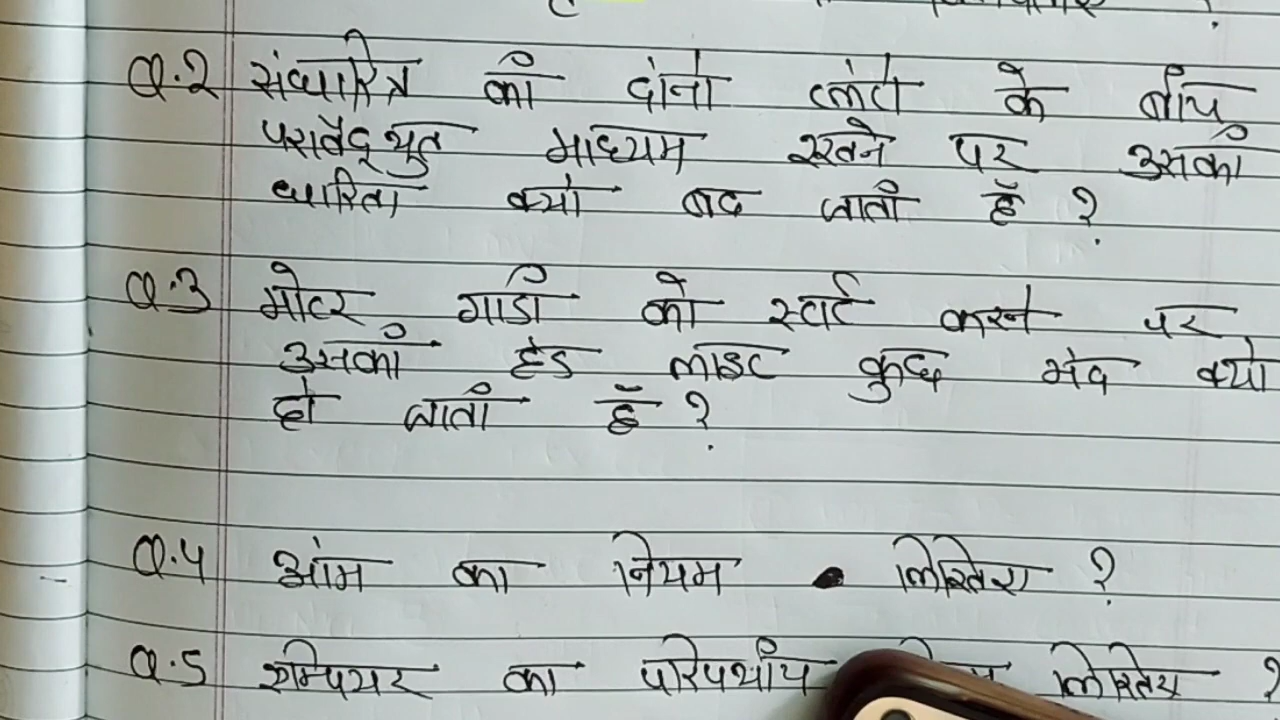 Q.2 संधारित्र की दोनो प्लेटो के बीच
परावैद्युत माध्यम रखने पर उसकी
धारिता क्यो बढ जाती हैं ?
Q.3 मोटर गाडी को स्टार्ट करने पर
उसकी हेड लाइट कुछ मंद क्यो
हो जाती हैं ?
Q.4 ओम का नियम लिखिए ?
Q.5 एम्पियर का परिपथीय लिखिए ?